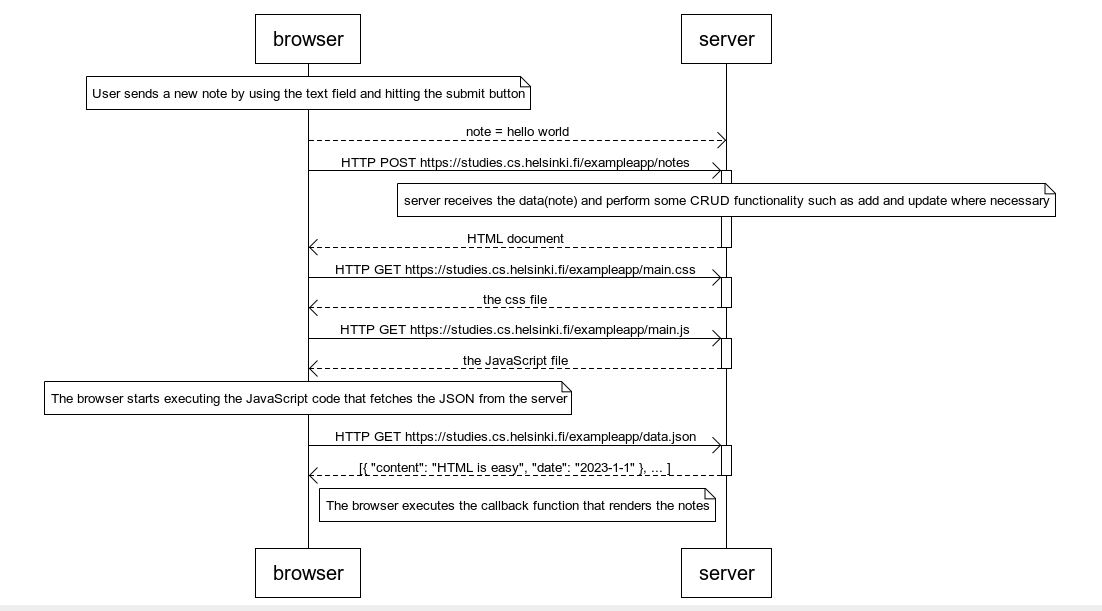 browser
server
User sends a new note by using the text field and hitting the submit button
note = hello world
HTTP POST https://studies.cs.helsinki.fi/exampleapp/notes
server receives the data(note) and perform some CRUD functionality such as add and update where necessary
HTML document
HTTP GET https://studies.cs.helsinki.fi/exampleapp/main.css
the css file
HTTP GET https://studies.cs.helsinki.fi/exampleapp/main.js
the JavaScript file
The browser starts executing the JavaScript code that fetches the JSON from the server
HTTP GET https://studies.cs.helsinki.fi/exampleapp/data.json
[{ "content": "HTML is easy", "date": "2023-1-1" }, ... ]
The browser executes the callback function that renders the notes
browser
server